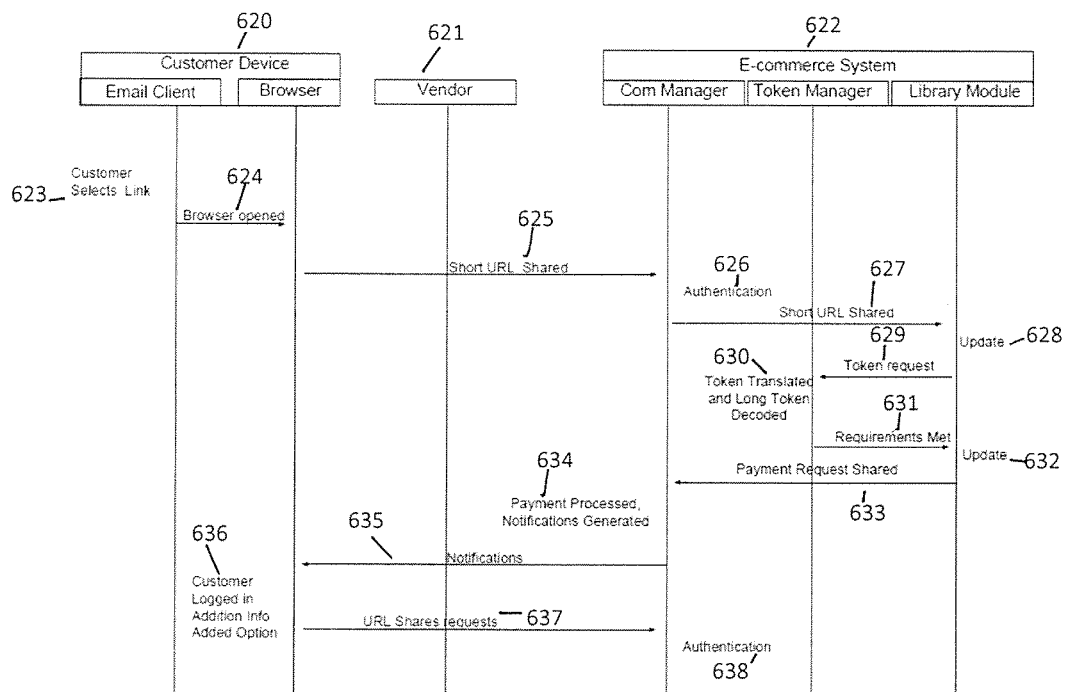 620
621
622
Customer Device
E-commerce System
Email Client
Browser
Vendor
Com Manager
Token Manager
Library Module
623
Customer
Selects Link
624
Browser opened
625
Short URL Shared
626
Authentication
627
Short URL Shared
Update
628
629
Token request
630
Token Translated
and Long Token
Decoded
631
Requirements Met
Update
632
Payment Request Shared
633
634
Payment Processed,
Notifications Generated
635
Notifications
636
Customer
Logged in
Addition Info
Added Option
URL Shares requests
637
Authentication
638